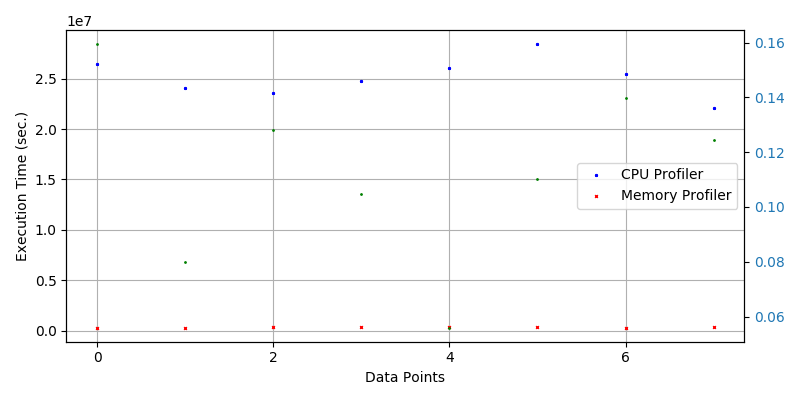 1e7
2.5
2.0
1.5
1.0
0.5
0.0
Execution Time (sec.)
0.16
0.14
0.12
0.10
0.08
0.06
CPU Profiler
Memory Profiler
0 2 4 6
Data Points